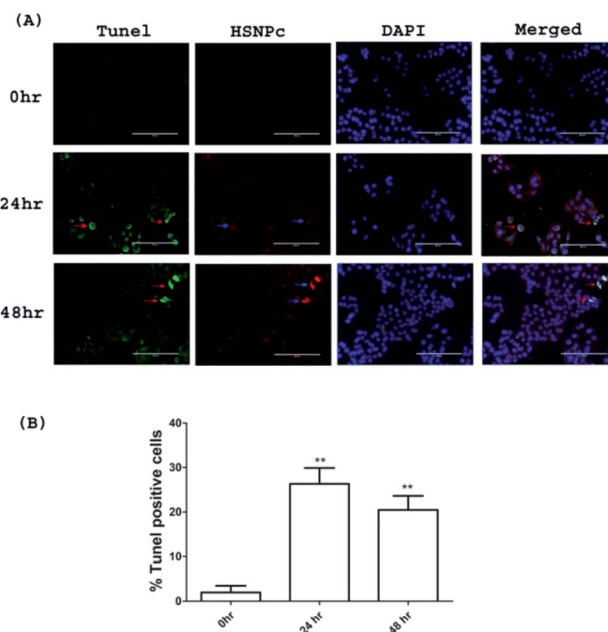 (A)
Tunel HSNPc DAPI Merged
0hr
24hr
48hr
(B)
% Tunel positive cells
40
30
20
10
0
**
**
0hr
24 hr
48 hr